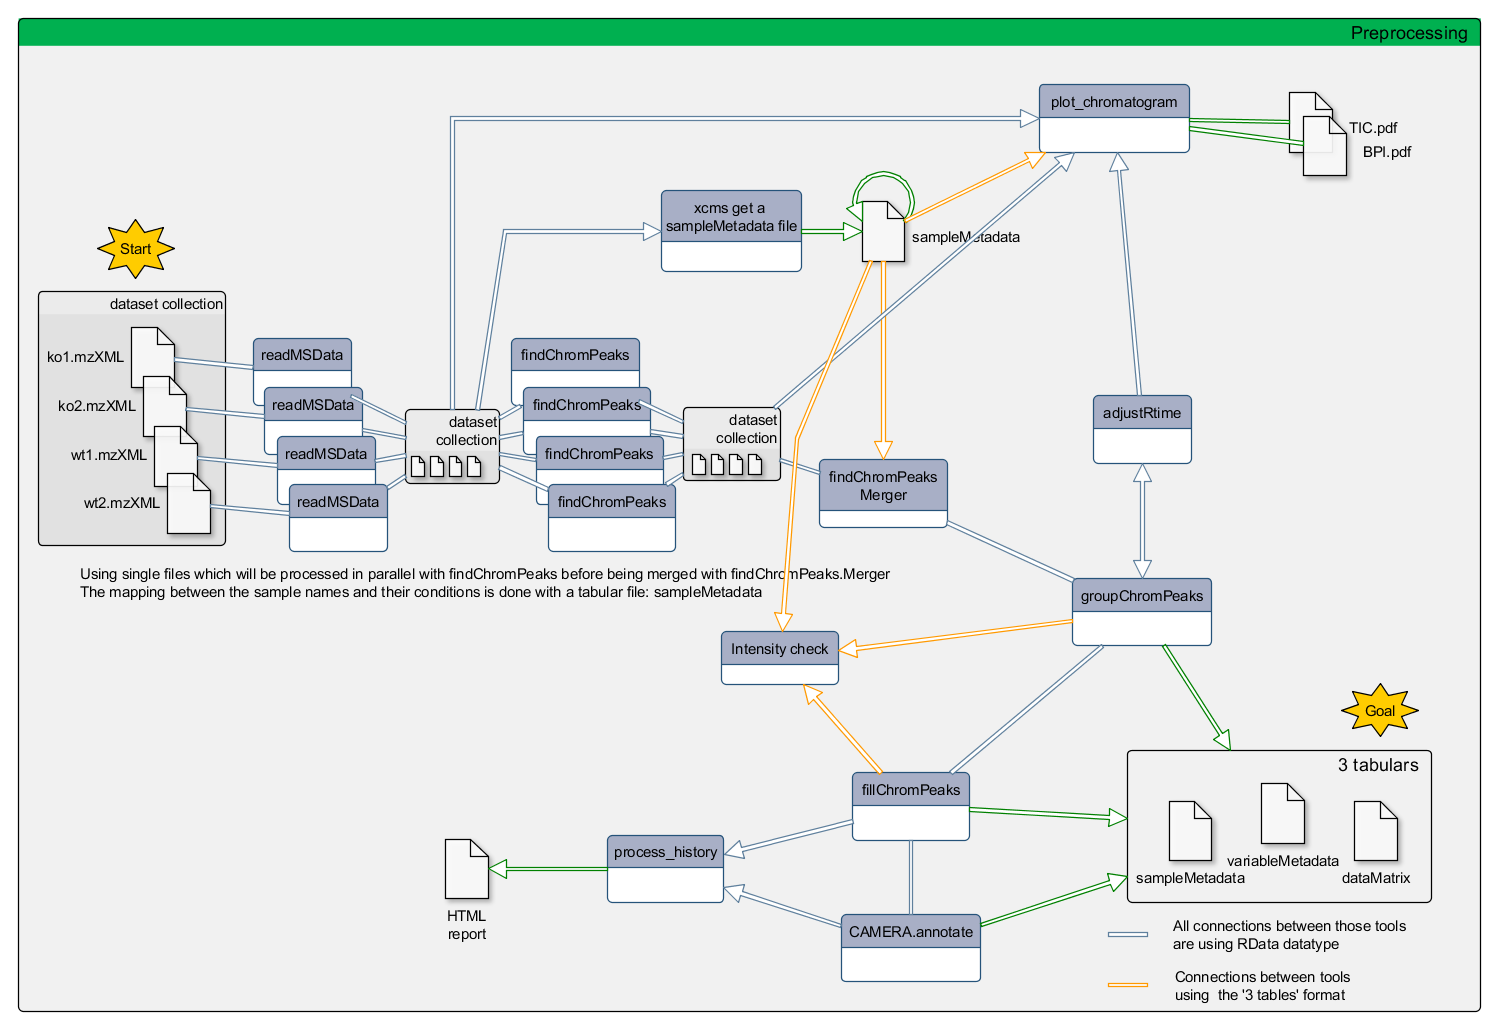 Preprocessing
plot_chromatogram
TIC.pdf
BPI.pdf
xcms get a
sampleMetadata file
sampleMetadata
Start
dataset collection
ko1.mzXML
ko2.mzXML
wt1.mzXML
wt2.mzXML
readMSData
readMSData
readMSData
readMSData
dataset
collection
findChromPeaks
findChromPeaks
findChromPeaks
findChromPeaks
dataset
collection
findChromPeaks
Merger
adjustRtime
Using single files which will be processed in parallel with findChromPeaks before being merged with findChromPeaks.Merger
The mapping between the sample names and their conditions is done with a tabular file: sampleMetadata
groupChromPeaks
Intensity check
Goal
3 tabulars
sampleMetadata
variableMetadata
dataMatrix
fillChromPeaks
process_history
HTML
report
CAMERA.annotate
All connections between those tools
are using RData datatype
Connections between tools
using  the '3 tables' format